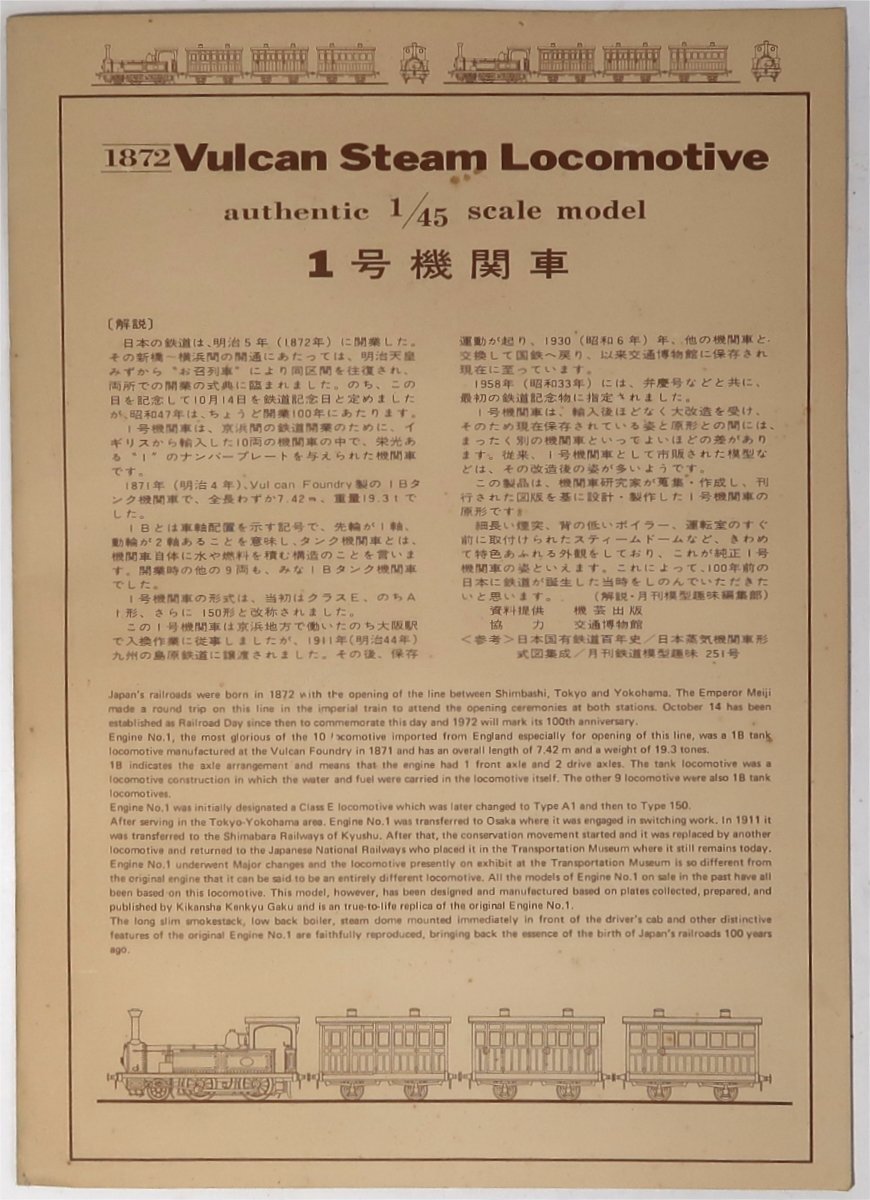 1872 Vulcan Steam Locomotive
authentic 1/45 scale model
1号機関車
〔解説〕
日本の鉄道は、明治5年（1872年）に開業した。
その新橋〜横浜間の開通にあたっては、明治天皇
みずから“お召列車”により同区間を往復され、
両所での開業の式典に臨まれました。のち、この
日を記念して10月14日を鉄道記念日と定めました
が、昭和47年は、ちょうど開業100年にあたります。
1号機関車は、京浜間の鉄道開業のために、イ
ギリスから輸入した10両の機関車の中で、栄光あ
る“1”のナンバープレートを与えられた機関車
です。
1871年（明治4年）、Vulcan Foundry製の1Bタ
ンク機関車で、全長わずか7.42m、重量19.3tで
した。
1Bとは車軸配置を示す記号で、先輪が1軸、
動輪が2軸あることを意味し、タンク機関車とは、
機関車自体に水や燃料を積む構造のことを言いま
す。開業時の他の9両も、みな1Bタンク機関車
でした。
1号機関車の形式は、当初はクラスE、のちA
1形、さらに150形と改称されました。
この1号機関車は京浜地方で働いたのち大阪駅
で入換作業に従事しましたが、1911年（明治44年）
九州の島原鉄道に譲渡されました。その後、保存
運動が起り、1930（昭和6年）年、他の機関車と
交換して国鉄へ戻り、以来交通博物館に保存され
現在に至っています。
1958年（昭和33年）には、弁慶号などと共に、
最初の鉄道記念物に指定されました。
1号機関車は、輸入後ほどなく大改造を受け、
そのため現在保存されている姿と原形との間には、
まったく別の機関車といってよいほどの差があり
ます。従来、1号機関車として市販された模型な
どは、その改造後の姿が多いようです。
この製品は、機関車研究家が蒐集・作成し、刊
行された図版を基に設計・製作した1号機関車の
原形です。
細長い煙突、背の低いボイラー、運転室のすぐ
前に取付けられたスティームドームなど、きわめ
て特色あふれる外観をしており、これが純正1号
機関車の姿といえます。これによって、100年前の
日本に鉄道が誕生した当時をしのんでいただきた
いと思います。（解説・月刊模型趣味編集部）
資料提供　機芸出版
協　力　交通博物館
＜参考＞日本国有鉄道百年史／日本蒸気機関車形
式図集成／月刊鉄道模型趣味 251号
Japan's railroads were born in 1872 with the opening of the line between Shimbashi, Tokyo and Yokohama. The Emperor Meiji
made a round trip on this line in the imperial train to attend the opening ceremonies at both stations. October 14 has been
established as Railroad Day since then to commemorate this day and 1972 will mark its 100th anniversary.
Engine No.1, the most glorious of the 10 locomotive imported from England especially for opening of this line, was a 1B tank
locomotive manufactured at the Vulcan Foundry in 1871 and has an overall length of 7.42 m and a weight of 19.3 tones.
1B indicates the axle arrangement and means that the engine had 1 front axle and 2 drive axles. The tank locomotive was a
locomotive construction in which the water and fuel were carried in the locomotive itself. The other 9 locomotive were also 1B tank
locomotives.
Engine No.1 was initially designated a Class E locomotive which was later changed to Type A1 and then to Type 150.
After serving in the Tokyo-Yokohama area. Engine No.1 was transferred to Osaka where it was engaged in switching work. In 1911 it
was transferred to the Shimabara Railways of Kyushu. After that, the conservation movement started and it was replaced by another
locomotive and returned to the Japanese National Railways who placed it in the Transportation Museum where it still remains today.
Engine No.1 underwent Major changes and the locomotive presently on exhibit at the Transportation Museum is so different from
the original engine that it can be said to be an entirely different locomotive. All the models of Engine No.1 on sale in the past have all
been based on this locomotive. This model, however, has been designed and manufactured based on plates collected, prepared, and
published by Kikansha Kenkyu Gaku and is an true-to-life replica of the original Engine No.1.
The long slim smokestack, low back boiler, steam dome mounted immediately in front of the driver's cab and other distinctive
features of the original Engine No.1 are faithfully reproduced, bringing back the essence of the birth of Japan's railroads 100 years
ago.